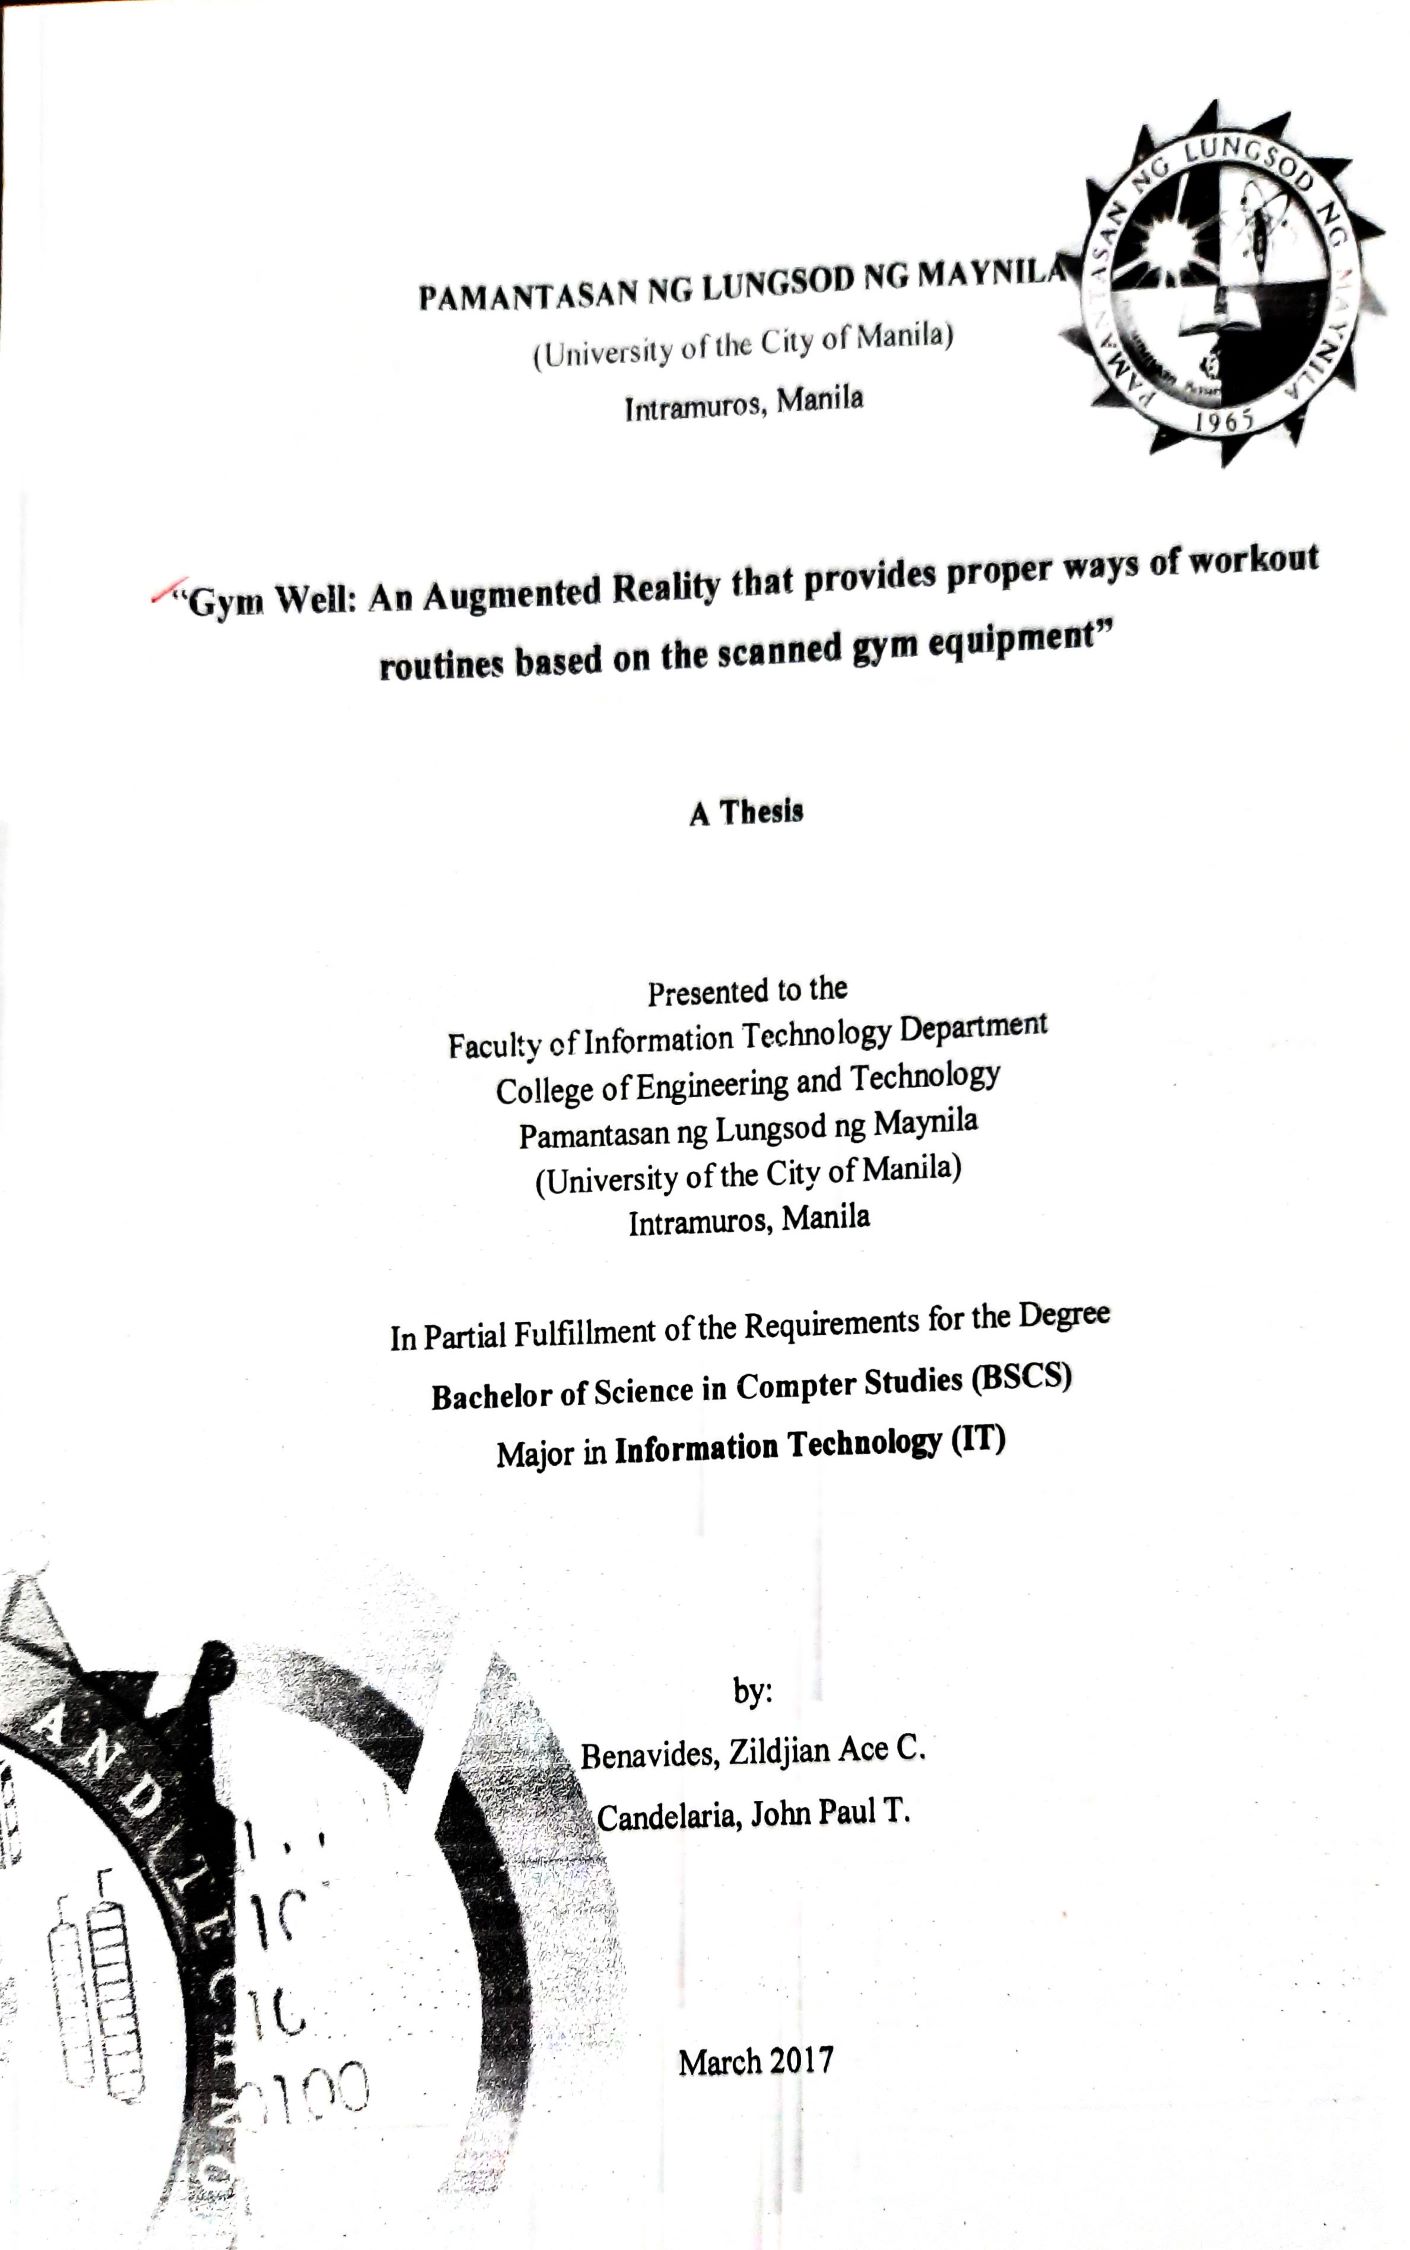 PAMANTASAN NG LUNGSOD NG MAYNILA
1965
PAMANTASAN NG LUNGSOD NG MAYNILA
(University of the City of Manila)
Intramuros, Manila
“Gym Well: An Augmented Reality that provides proper ways of workout
routines based on the scanned gym equipment”
A Thesis
Presented to the
Faculty of Information Technology Department
College of Engineering and Technology
Pamantasan ng Lungsod ng Maynila
(University of the City of Manila)
Intramuros, Manila
In Partial Fulfillment of the Requirements for the Degree
Bachelor of Science in Compter Studies (BSCS)
Major in Information Technology (IT)
by:
Benavides, Zildjian Ace C.
Candelaria, John Paul T.
March 2017
AND TECHNO
0100